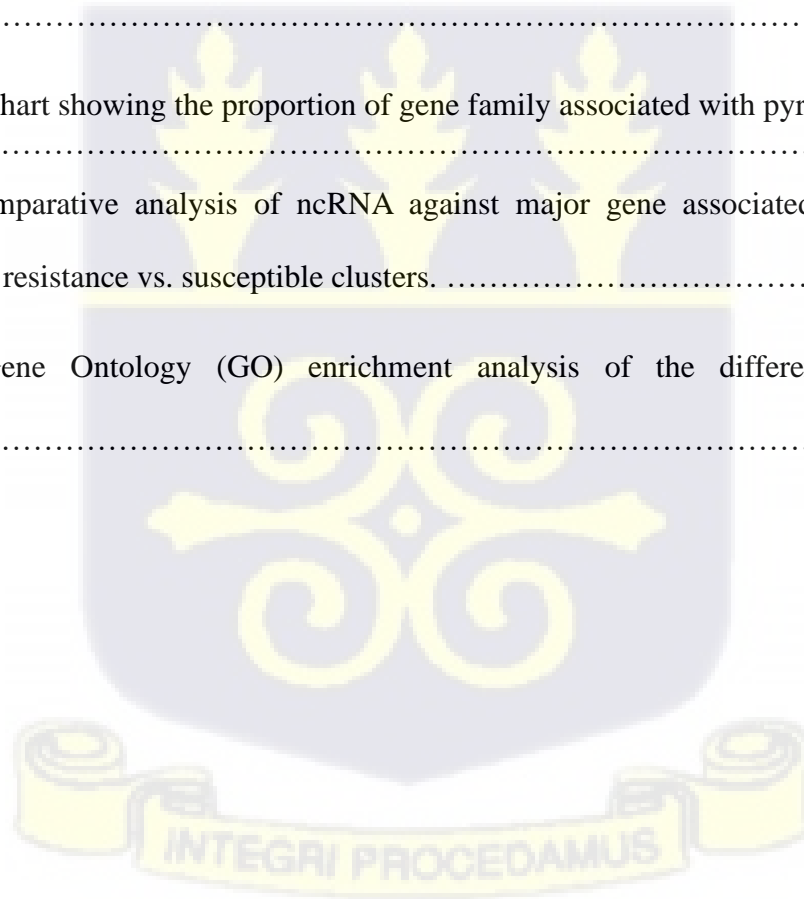 ………………………………………………………………………………
hart showing the proportion of gene family associated with pyr
………………………………………………………………………………
mparative analysis of ncRNA against major gene associated
resistance vs. susceptible clusters. ………………………………
ene Ontology (GO) enrichment analysis of the differe
………………………………………………………………………………
INTEGRI PROCEDAMUS